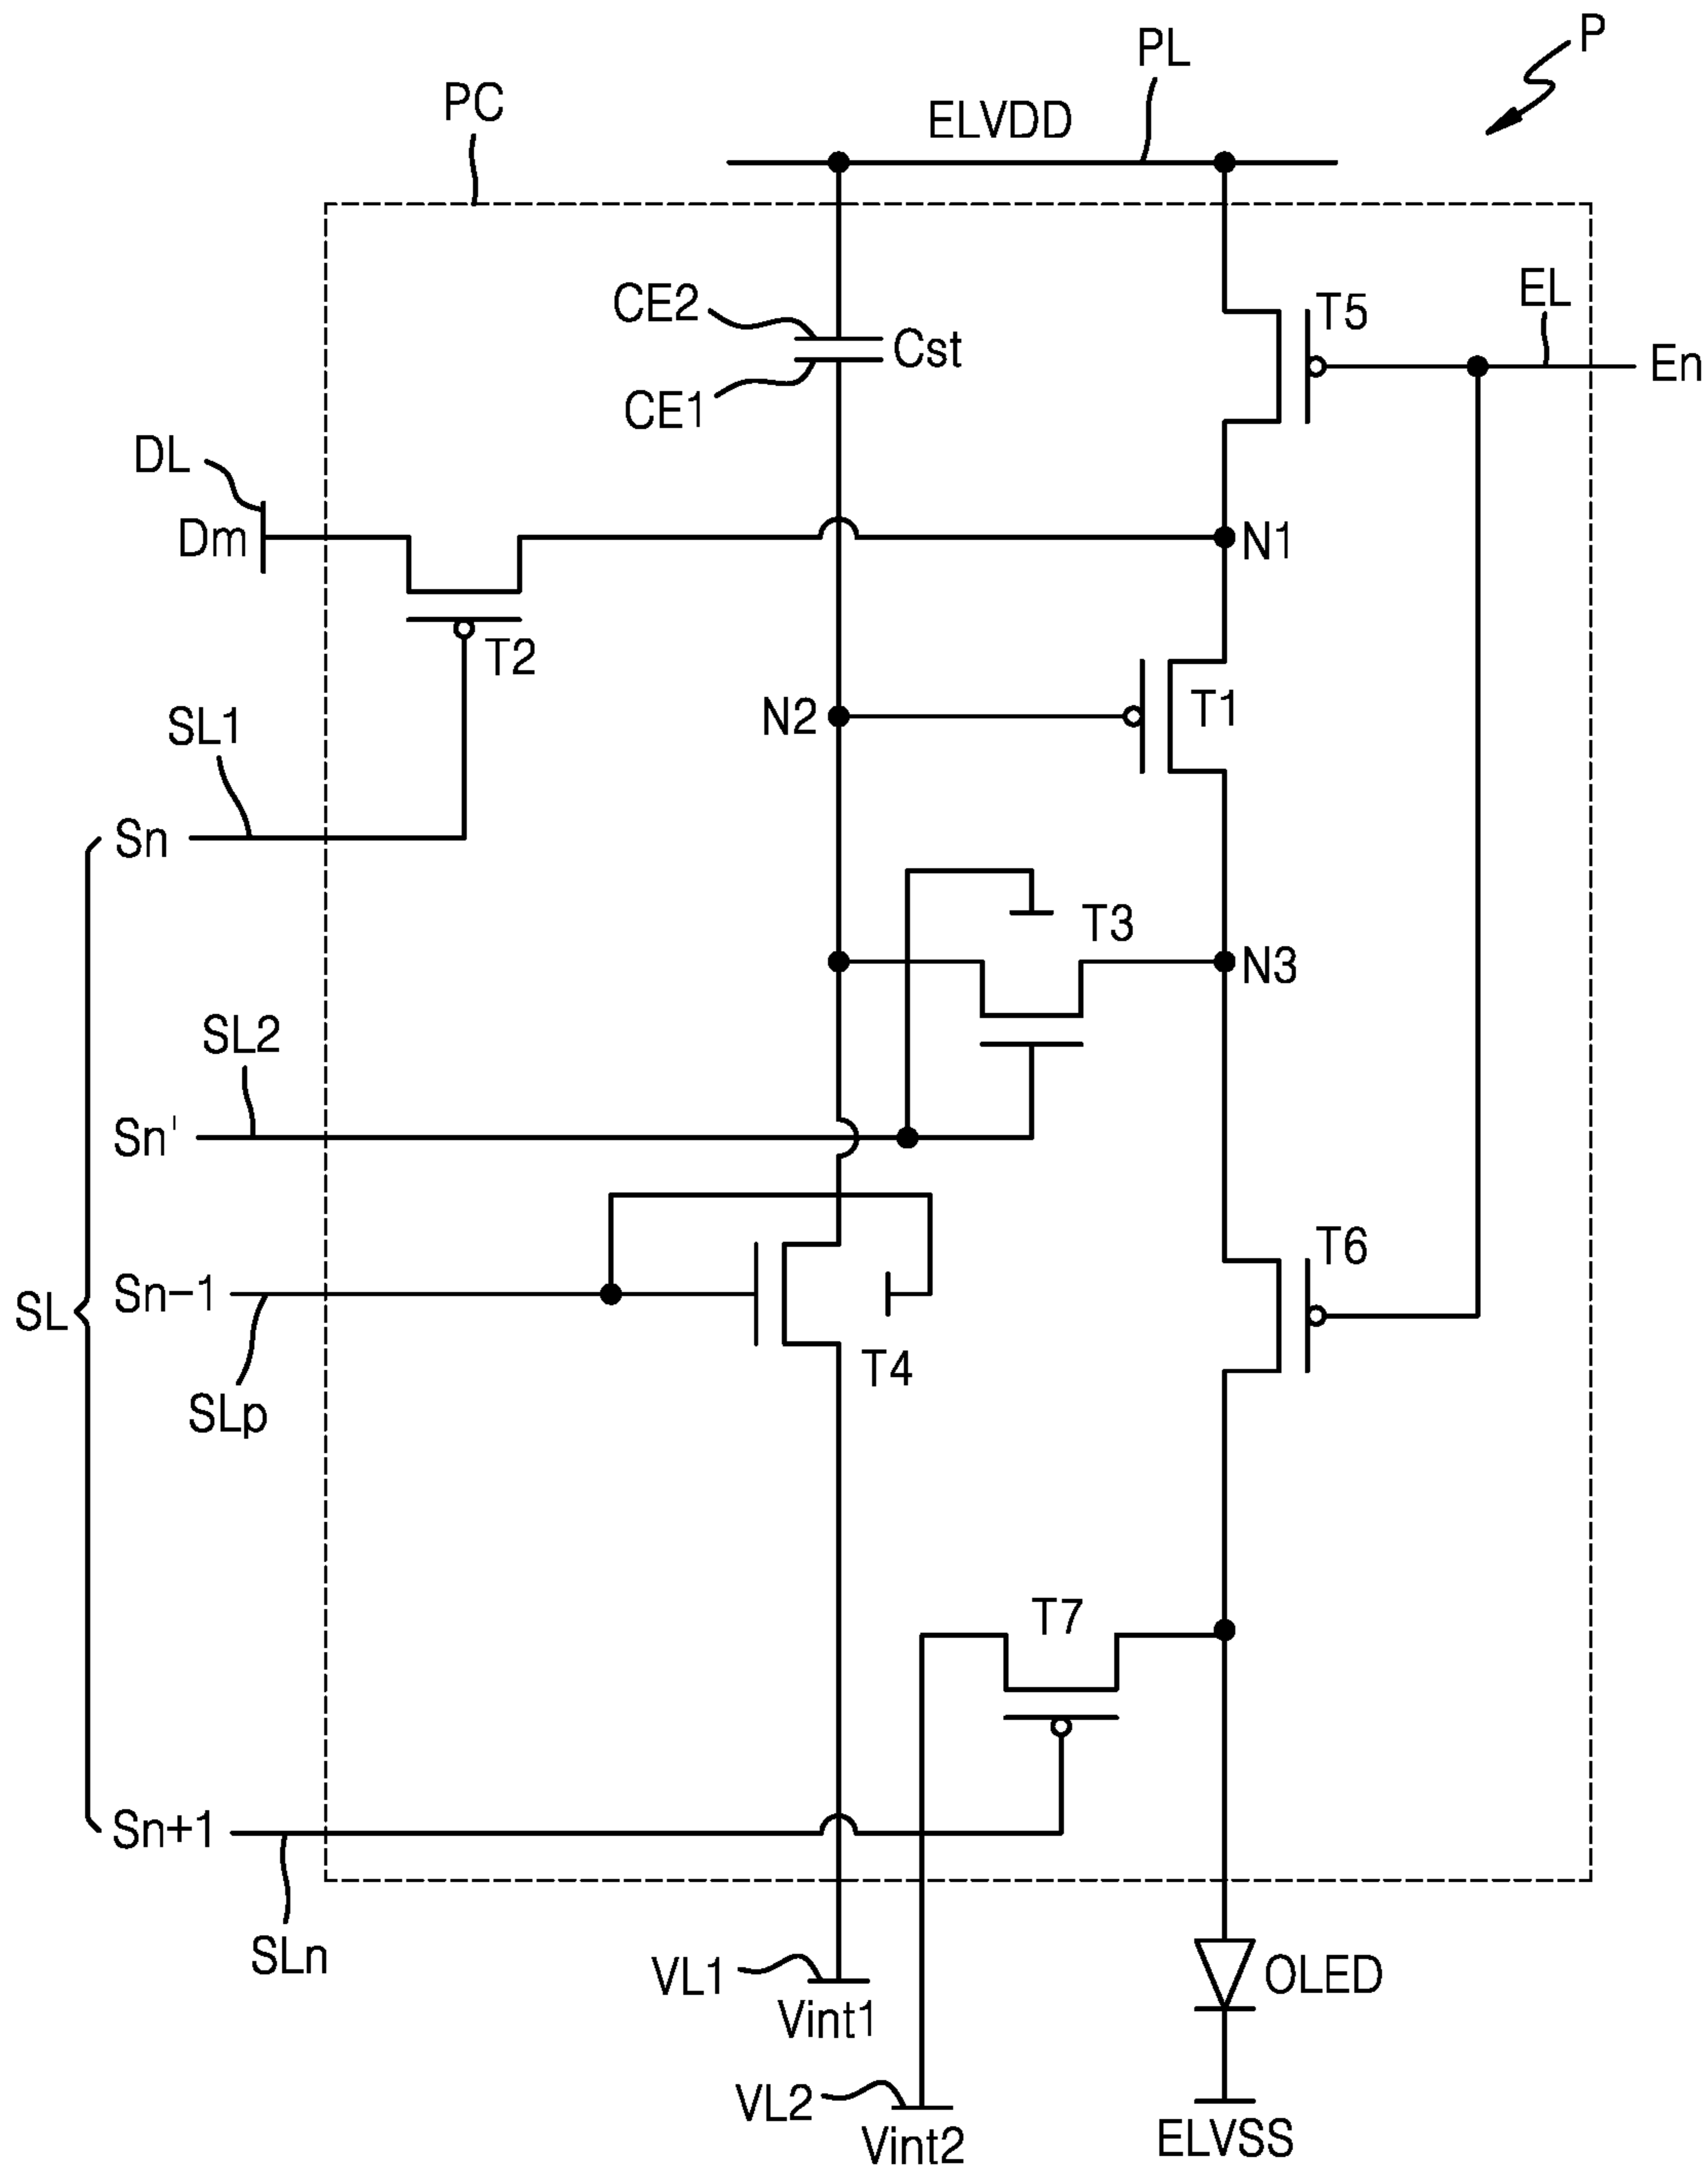 P
PL
PC
ELVDD
CE2
Cst
CE1
T5
EL
En
DL
Dm
N1
T2
SL1
N2
T1
Sn
T3
N3
SL2
Sn'
T6
SL
Sn-1
T4
SLp
T7
Sn+1
SLn
VL1
Vint1
OLED
VL2
Vint2
ELVSS